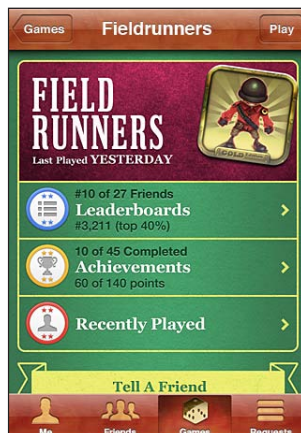 Games
Fieldrunners
Play
FIELD
RUNNERS
Last Played YESTERDAY
GOLD
#10 of 27 Friends
Leaderboards
#3,211 (top 40%)
10 of 45 Completed
Achievements
60 of 140 points
Recently Played
Tell A Friend
Me
Friends
Games
Requests